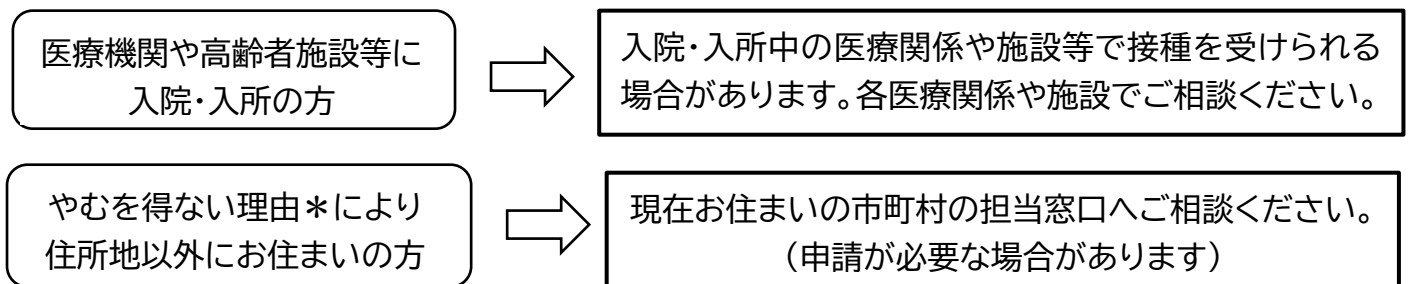 医療機関や高齢者施設等に
入院・入所の方
入院・入所中の医療関係や施設等で接種を受けられる
場合があります。各医療関係や施設でご相談ください。
やむを得ない理由＊により
住所地以外にお住まいの方
現在お住まいの市町村の担当窓口へご相談ください。
（申請が必要な場合があります）